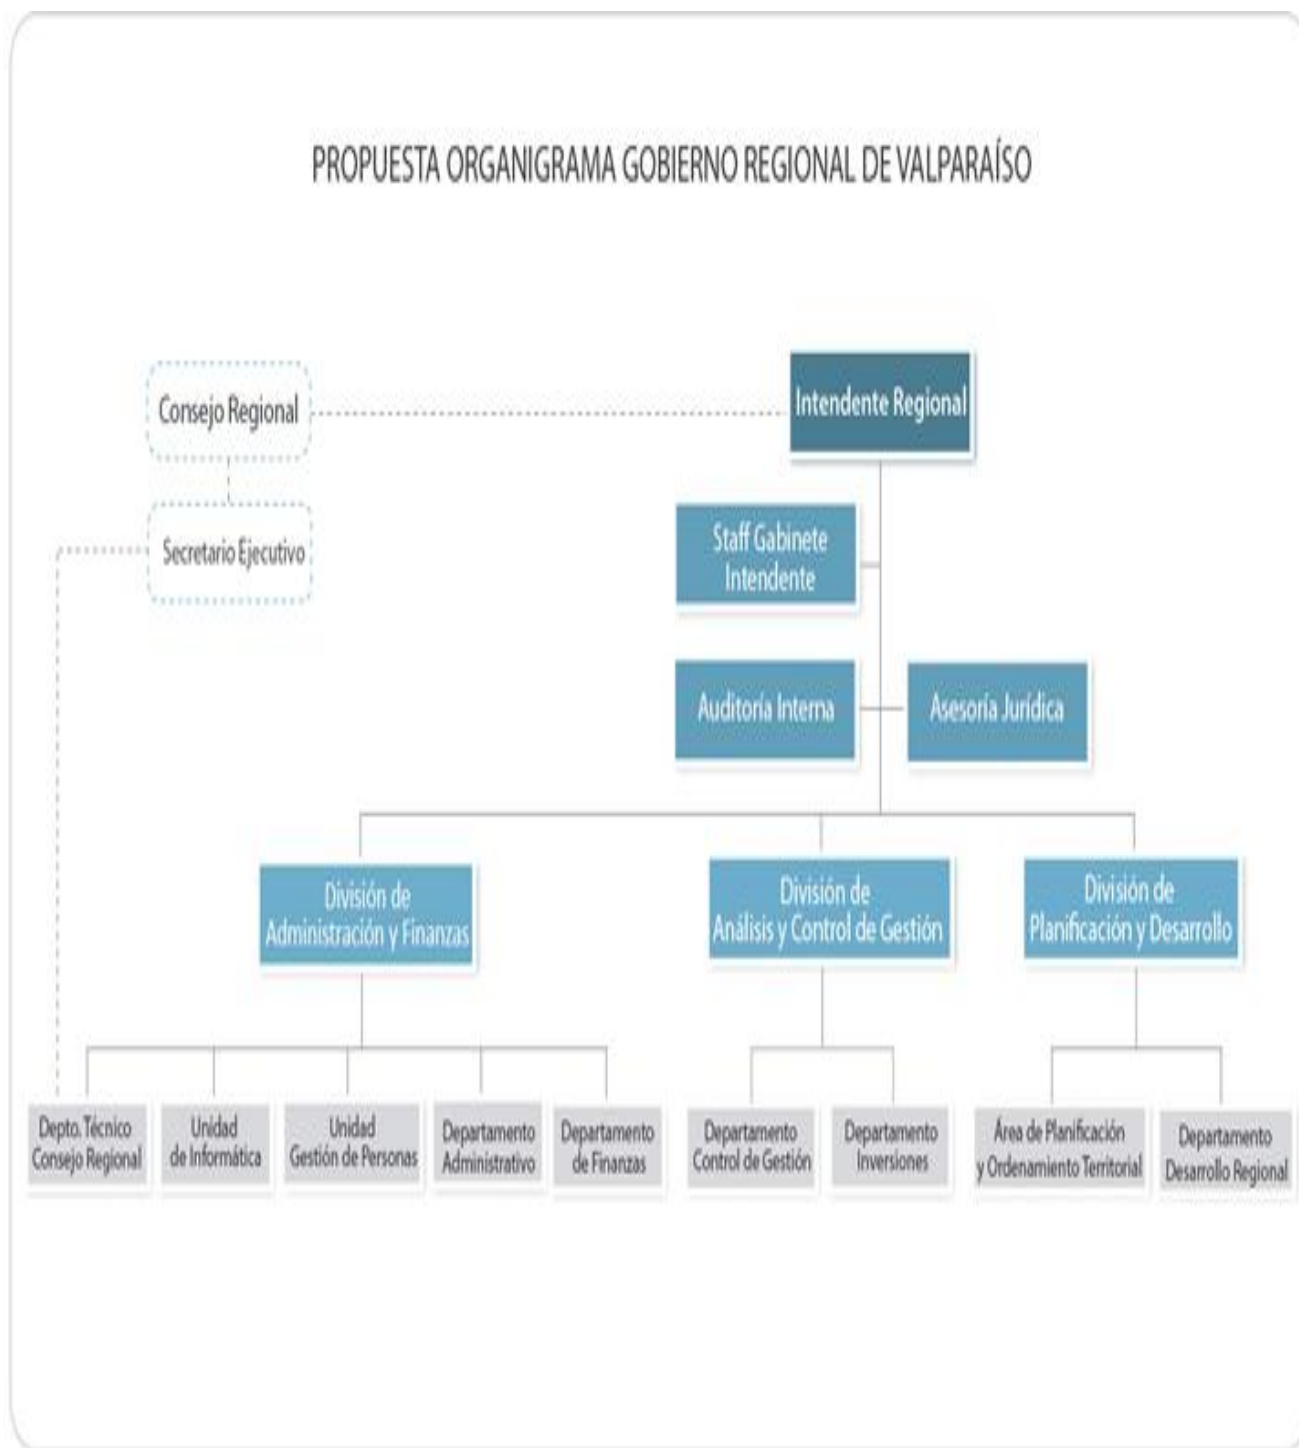 PROPUESTA ORGANIGRAMA GOBIERNO REGIONAL DE VALPARAÍSO
Consejo Regional
Intendente Regional
Secretario Ejecutivo
Staff Gabinete
Intendente
Auditoría Interna
Asesoría Jurídica
División de
Administración y Finanzas
División de
Análisis y Control de Gestión
División de
Planificación y Desarrollo
Depto. Técnico
Consejo Regional
Unidad
de Informática
Unidad
Gestión de Personas
Departamento
Administrativo
Departamento
de Finanzas
Departamento
Control de Gestión
Departamento
Inversiones
Área de Planificación
y Ordenamiento Territorial
Departamento
Desarrollo Regional